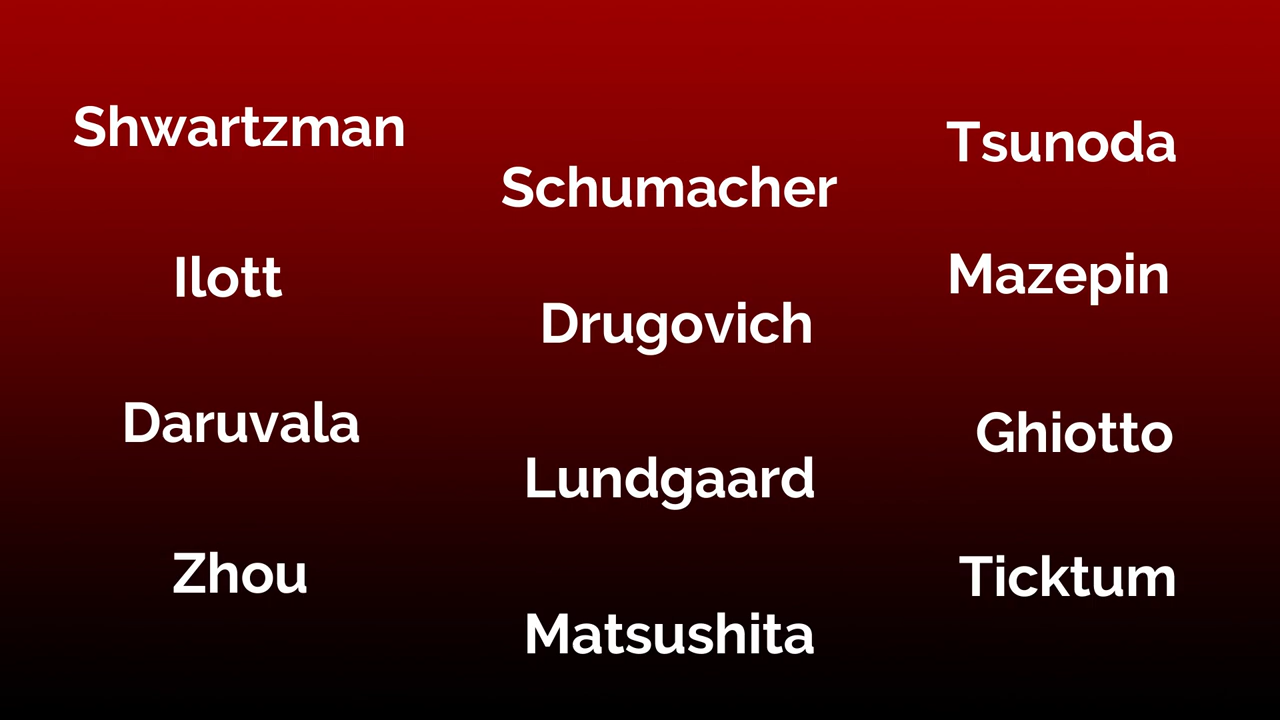 Shwartzman
Schumacher
Tsunoda
Ilott
Drugovich
Mazepin
Daruvala
Lundgaard
Ghiotto
Zhou
Matsushita
Ticktum